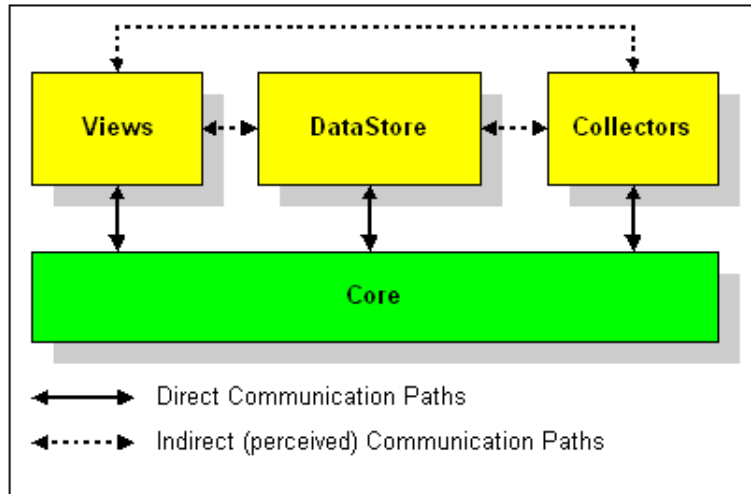 Views
DataStore
Collectors
Core
Direct Communication Paths
Indirect (perceived) Communication Paths